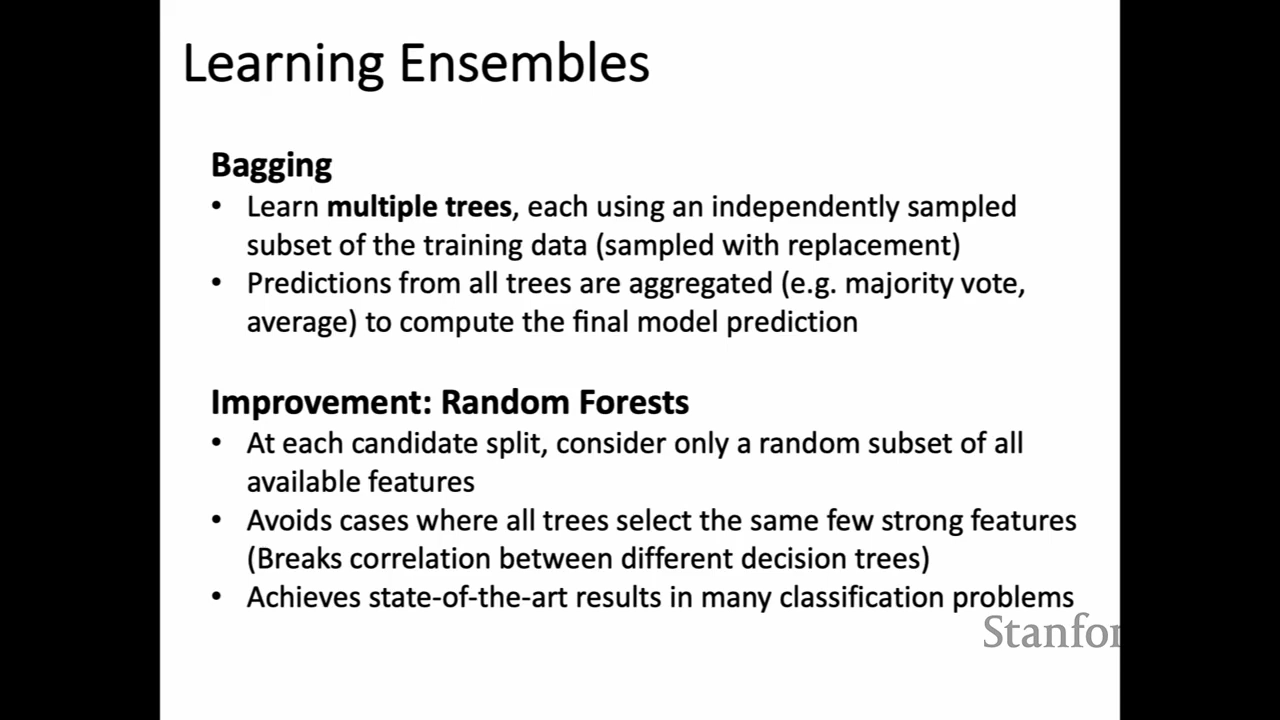 Learning Ensembles
Bagging
• Learn multiple trees, each using an independently sampled
subset of the training data (sampled with replacement)
• Predictions from all trees are aggregated (e.g. majority vote,
average) to compute the final model prediction
Improvement: Random Forests
• At each candidate split, consider only a random subset of all
available features
• Avoids cases where all trees select the same few strong features
(Breaks correlation between different decision trees)
• Achieves state-of-the-art results in many classification problems
Stanfor